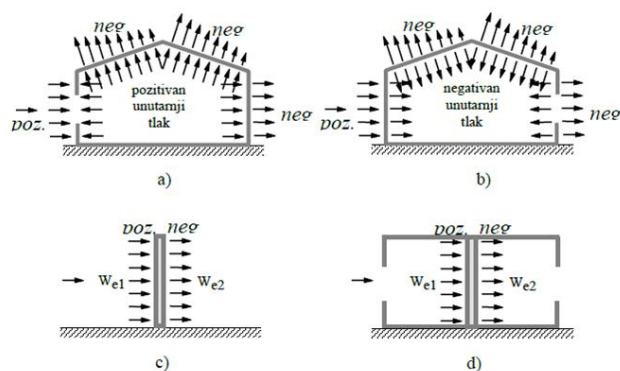 neg neg
poz. neg
pozitivan
unutarnji
tlak
a)
neg neg
poz. neg
negativan
unutarnji
tlak
b)
poz. neg
We1 We2
c)
poz. neg
We1 We2
d)